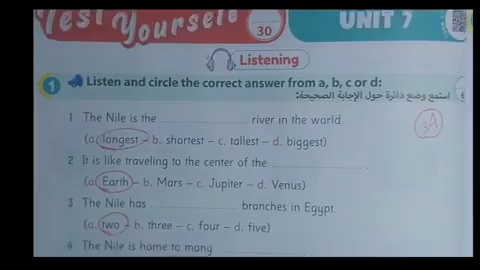 Test Yourself
30
UNIT 7
Listening
1 Listen and circle the correct answer from a, b, c or d:
استمع وضع دائرة حول الإجابة الصحيحة:
34
1 The Nile is the ............ river in the world.
(a. longest – b. shortest – c. tallest – d. biggest)
2 It is like traveling to the center of the ............
(a. Earth – b. Mars – c. Jupiter – d. Venus)
3 The Nile has ............ branches in Egypt.
(a. two – b. three – c. four – d. five)
4 The Nile is home to many ............